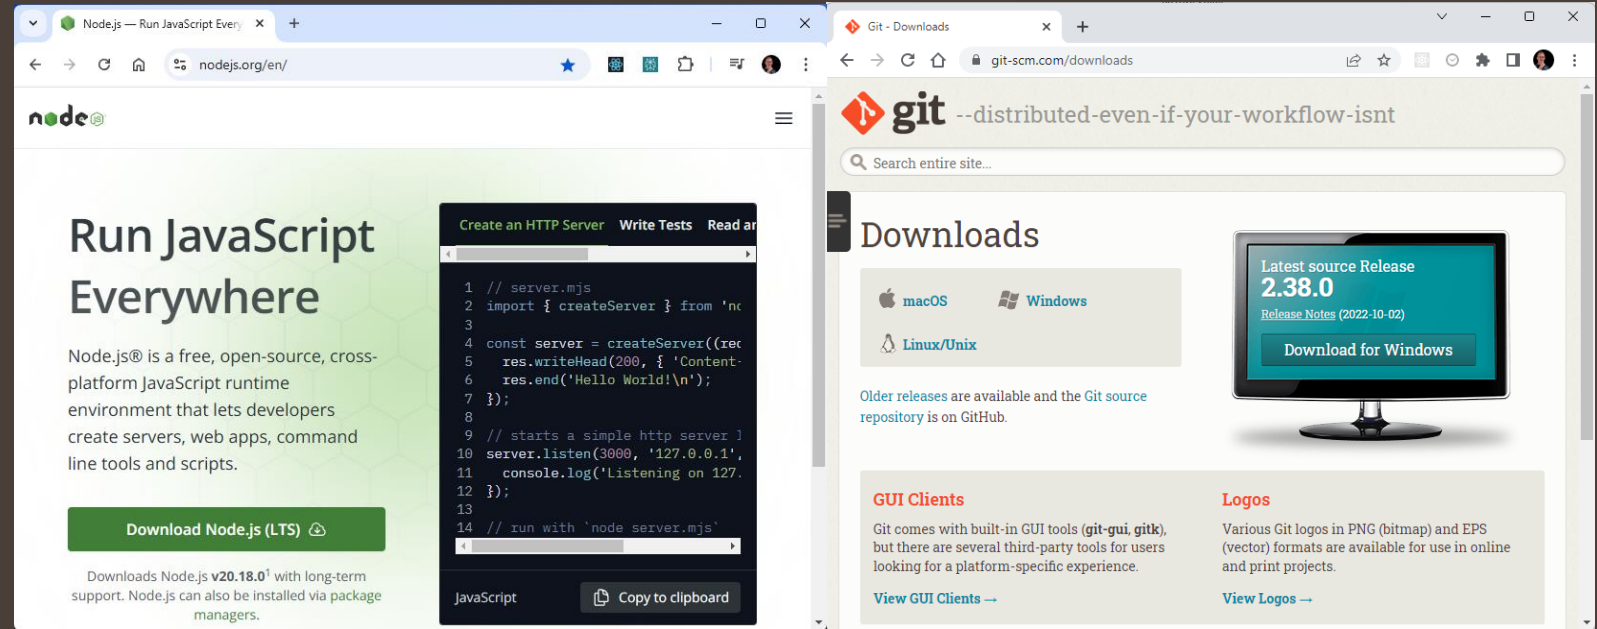 Node.js — Run JavaScript Every
nodejs.org/en/
node
JS
Run JavaScript
Everywhere
Node.js® is a free, open-source, cross-
platform JavaScript runtime
environment that lets developers
create servers, web apps, command
line tools and scripts.
Download Node.js (LTS)
Downloads Node.js v20.18.0¹ with long-term
support. Node.js can also be installed via package
managers.
Create an HTTP Server Write Tests Read an
1 // server.mjs
2 import { createServer } from 'no
3
4 const server = createServer((req
5 res.writeHead(200, { 'Content-
6 res.end('Hello World!\n');
7 });
8
9 // starts a simple http server l
10 server.listen(3000, '127.0.0.1',
11 console.log('Listening on 127.
12 });
13
14 // run with `node server.mjs`
JavaScript Copy to clipboard
Git - Downloads
git-scm.com/downloads
git --distributed-even-if-your-workflow-isnt
Search entire site...
Downloads
macOS Windows
Linux/Unix
Older releases are available and the Git source
repository is on GitHub.
Latest source Release
2.38.0
Release Notes (2022-10-02)
Download for Windows
GUI Clients
Git comes with built-in GUI tools (git-gui, gitk),
but there are several third-party tools for users
looking for a platform-specific experience.
View GUI Clients →
Logos
Various Git logos in PNG (bitmap) and EPS
(vector) formats are available for use in online
and print projects.
View Logos →